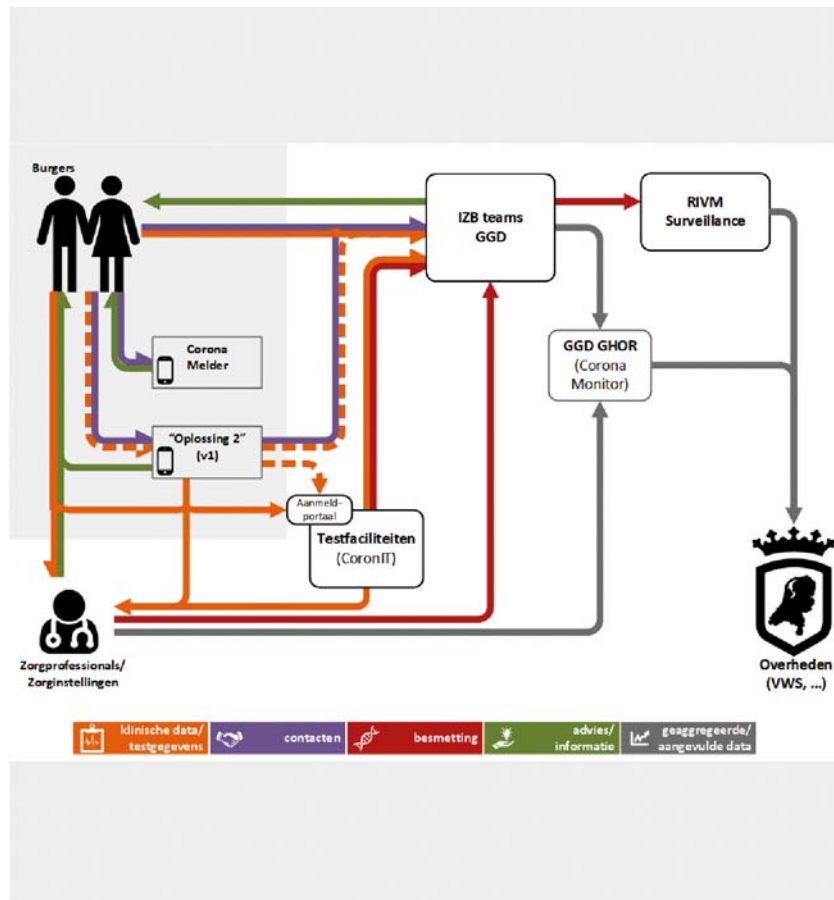 Burgers
IZB teams
GGD
RIVM
Surveillance
Corona
Melder
GGD GHOR
(Corona
Monitor)
"Oplossing 2"
(v1)
Aanmeld-
portaal
Testfaciliteiten
(CoronIT)
Zorgprofessionals/
Zorginstellingen
Overheden
(VWS, ...)
klinische data/
testgegevens
contacten
besmetting
advies/
informatie
geaggregeerde/
aangevulde data